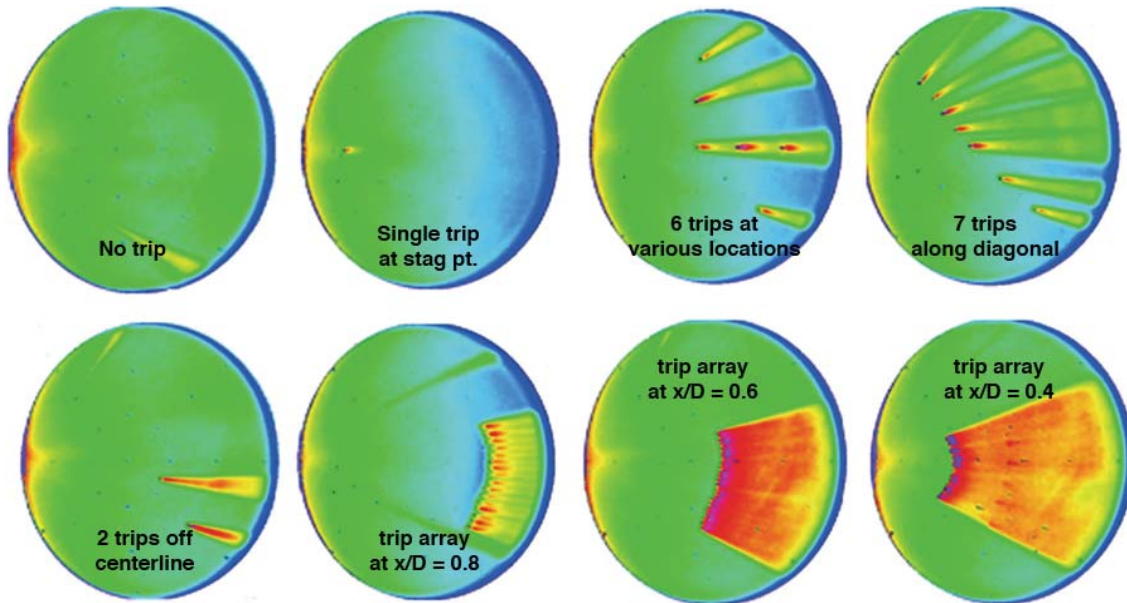 No trip
Single trip
at stag pt.
6 trips at
various locations
7 trips
along diagonal
2 trips off
centerline
trip array
at x/D = 0.8
trip array
at x/D = 0.6
trip array
at x/D = 0.4